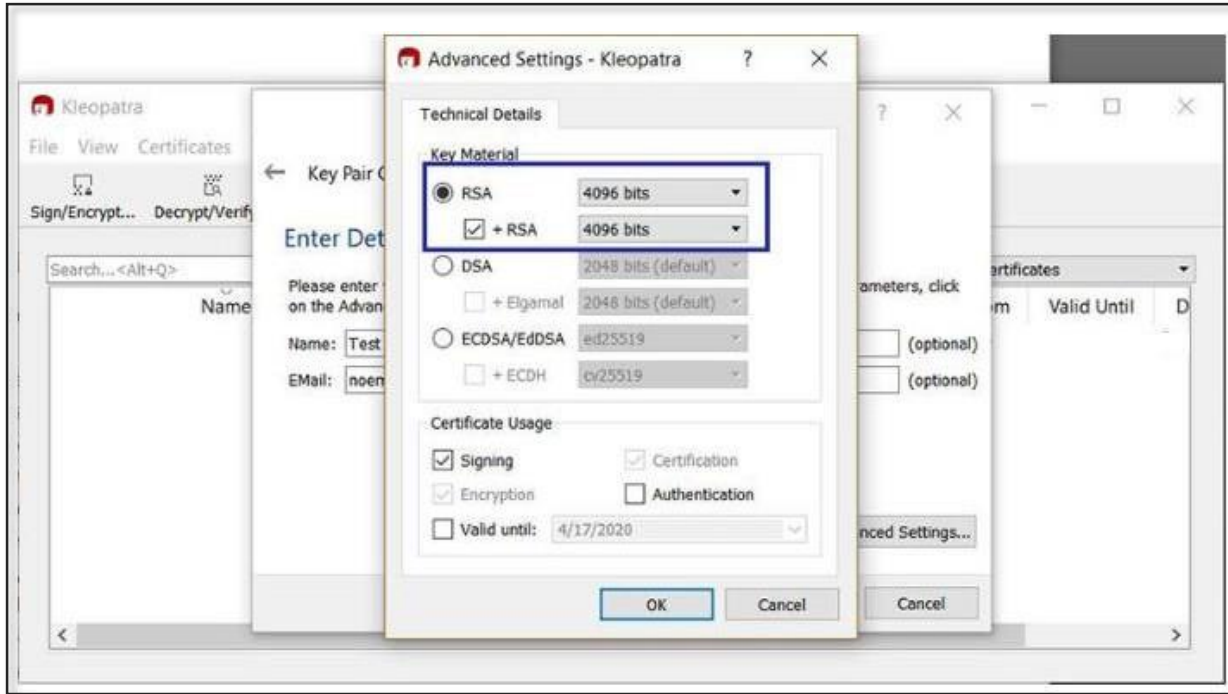 Kleopatra
File View Certificates
Sign/Encrypt... Decrypt/Verify
Search...<Alt+Q>
Name
Key Pair
Enter Det
Please enter
on the Advan
Name: Test
EMail: noem
Advanced Settings - Kleopatra ?
Technical Details
Key Material
RSA 4096 bits
+ RSA 4096 bits
DSA 2048 bits (default)
+ Elgamal 2048 bits (default)
ECDSA/EdDSA ed25519
+ ECDH cv25519
Certificate Usage
Signing Certification
Encryption Authentication
Valid until: 4/17/2020
OK Cancel
?
ameters, click
(optional)
(optional)
nced Settings...
Cancel
ertificates
m Valid Until D